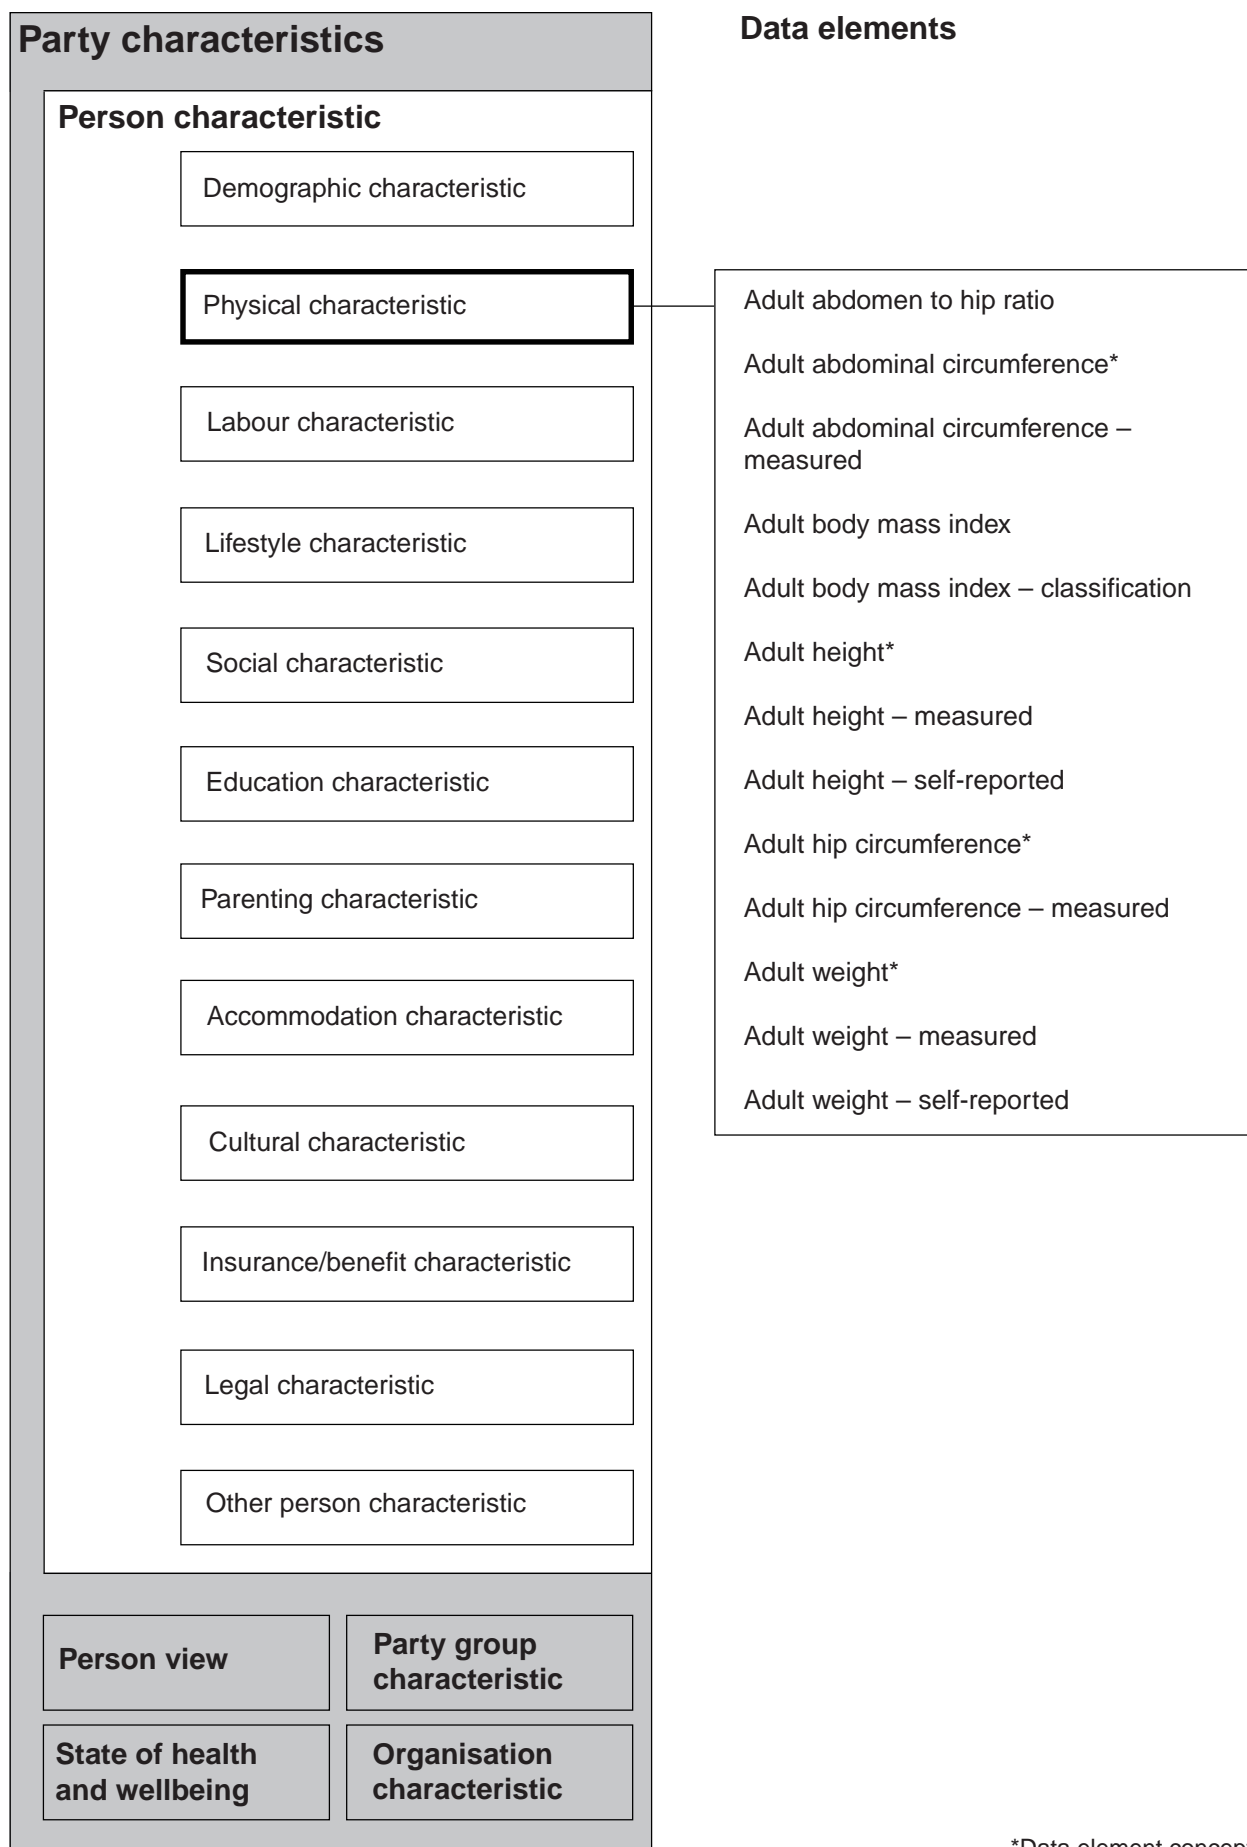 Party characteristics
Data elements
Person characteristic
Demographic characteristic
Physical characteristic
Labour characteristic
Lifestyle characteristic
Social characteristic
Education characteristic
Parenting characteristic
Accommodation characteristic
Cultural characteristic
Insurance/benefit characteristic
Legal characteristic
Other person characteristic
Adult abdomen to hip ratio
Adult abdominal circumference*
Adult abdominal circumference –
measured
Adult body mass index
Adult body mass index – classification
Adult height*
Adult height – measured
Adult height – self-reported
Adult hip circumference*
Adult hip circumference – measured
Adult weight*
Adult weight – measured
Adult weight – self-reported
Person view
Party group
characteristic
State of health
and wellbeing
Organisation
characteristic
*Data element concept